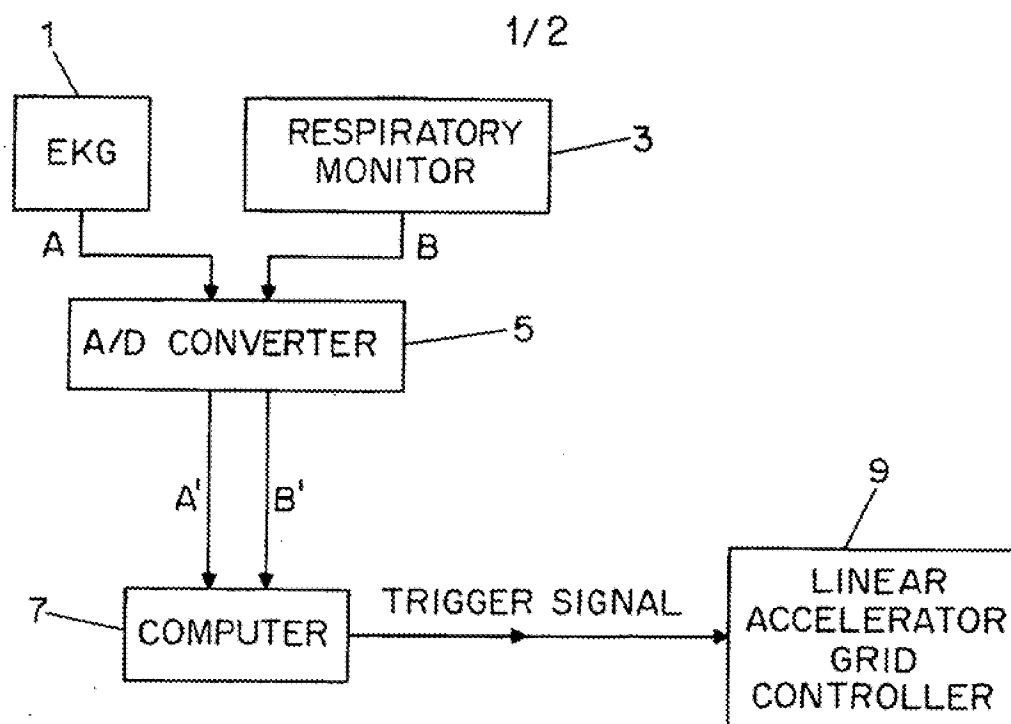 1/2
1
EKG
RESPIRATORY
MONITOR
3
A
B
A/D CONVERTER
5
A'
B'
7
COMPUTER
TRIGGER SIGNAL
9
LINEAR
ACCELERATOR
GRID
CONTROLLER